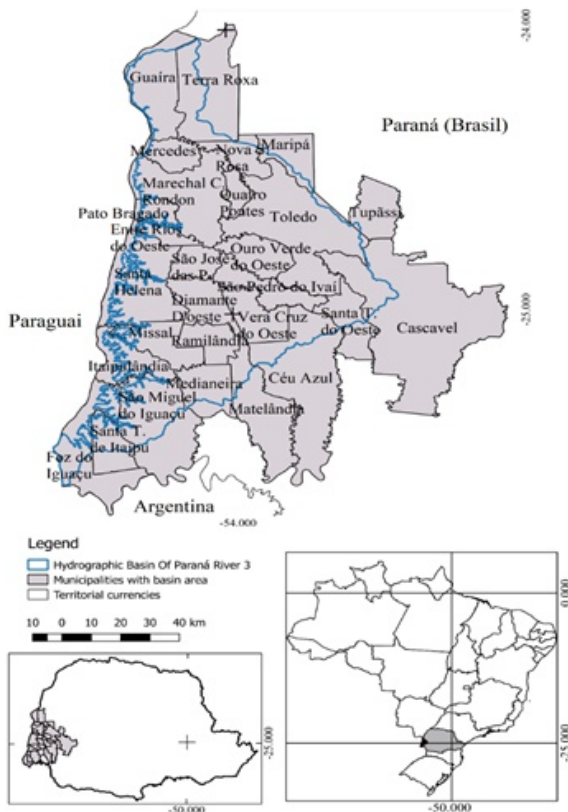 -24.000
Guaíra
Terra Roxa
Paraná (Brasil)
Mercedes
Nova S.
Rosa
Maripá
Marechal C.
Rondon
Quatro
Pontes
Toledo
Tupãssi
Pato Bragado
Entre Rios
do Oeste
Ouro Verde
do Oeste
São José
das Pa
São Pedro do Ivaí
Santa
Helena
Diamante
D'oeste
Vera Cruz
do Oeste
Santa T.
do Oeste
Cascavel
-25.000
Paraguai
Missal
Ramilândia
Itaipulândia
Medianeira
Céu Azul
São Miguel
do Iguaçu
Matelândia
Santa T.
de Itaipú
Foz do
Iguaçu
Argentina
-54.000
Legend
Hydrographic Basin Of Paraná River 3
Municipalities with basin area
Territorial currencies
10 0 10 20 30 40 km
-25.000
-50.000
0.000
-25.000
-50.000